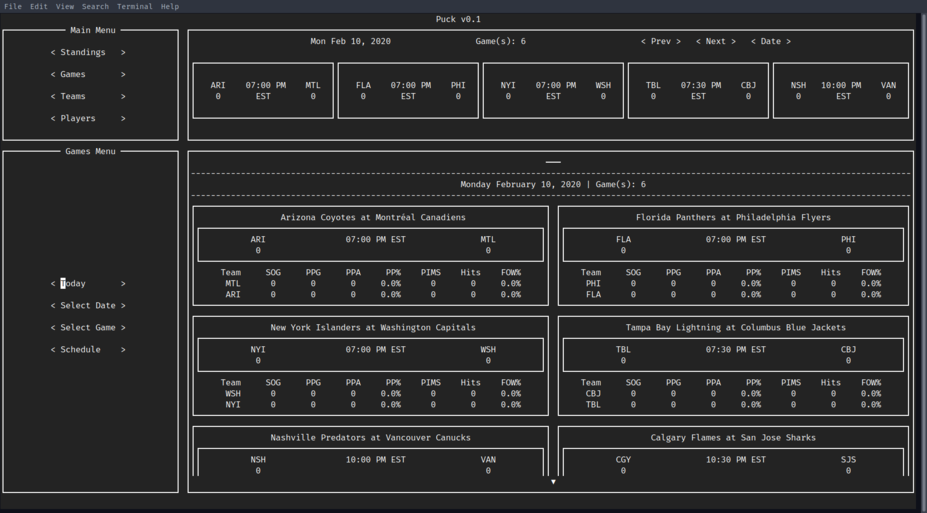 File Edit View Search Terminal Help
Puck v0.1
Main Menu
< Standings >
< Games >
< Teams >
< Players >
Mon Feb 10, 2020 Game(s): 6 < Prev > < Next > < Date >
ARI 07:00 PM MTL FLA 07:00 PM PHI NYI 07:00 PM WSH TBL 07:30 PM CBJ NSH 10:00 PM VAN
0 EST 0 0 EST 0 0 EST 0 0 EST 0 0 EST 0
Games Menu
< Today >
< Select Date >
< Select Game >
< Schedule >
Monday February 10, 2020 | Game(s): 6
Arizona Coyotes at Montréal Canadiens
ARI 07:00 PM EST MTL
0 0
Team SOG PPG PPA PP% PIMS Hits FOW%
MTL 0 0 0 0.0% 0 0 0.0%
ARI 0 0 0 0.0% 0 0 0.0%
Florida Panthers at Philadelphia Flyers
FLA 07:00 PM EST PHI
0 0
Team SOG PPG PPA PP% PIMS Hits FOW%
PHI 0 0 0 0.0% 0 0 0.0%
FLA 0 0 0 0.0% 0 0 0.0%
New York Islanders at Washington Capitals
NYI 07:00 PM EST WSH
0 0
Team SOG PPG PPA PP% PIMS Hits FOW%
WSH 0 0 0 0.0% 0 0 0.0%
NYI 0 0 0 0.0% 0 0 0.0%
Tampa Bay Lightning at Columbus Blue Jackets
TBL 07:30 PM EST CBJ
0 0
Team SOG PPG PPA PP% PIMS Hits FOW%
CBJ 0 0 0 0.0% 0 0 0.0%
TBL 0 0 0 0.0% 0 0 0.0%
Nashville Predators at Vancouver Canucks
NSH 10:00 PM EST VAN
0 0
Calgary Flames at San Jose Sharks
CGY 10:30 PM EST SJS
0 0